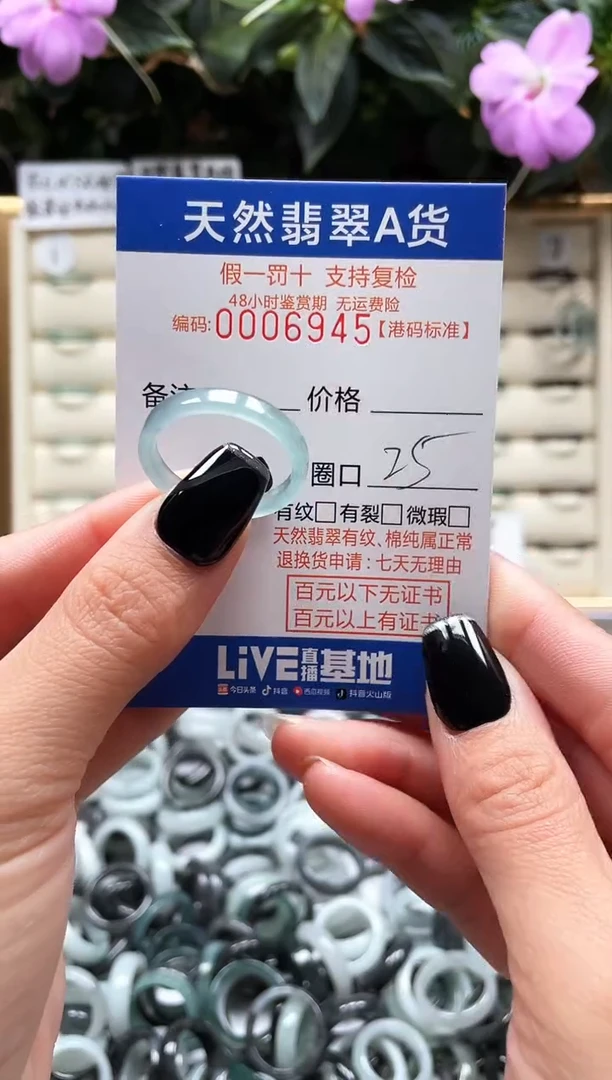 天然翡翠A货
假一罚十 支持复检
48小时鉴赏期 无运费险
编码:0006945【港码标准】
备注 价格
圈口 25
有纹□ 有裂□ 微瑕□
天然翡翠有纹、棉纯属正常
退换货申请:七天无理由
百元以下无证书
百元以上有证书
LiVE直播基地
今日头条 抖音 西瓜视频 抖音火山版